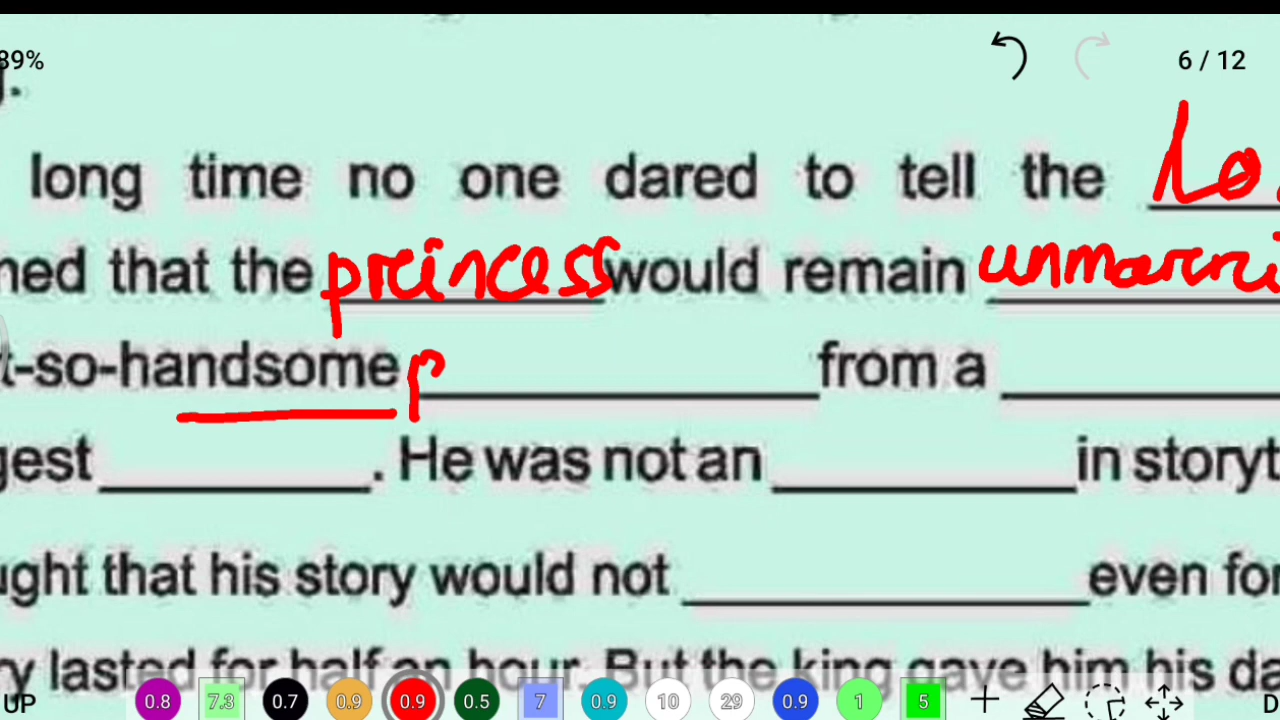 39%
6 / 12
long time no one dared to tell the lo
ned that the princess would remain unmarri
t-so-handsome p from a
gest . He was not an in storyt
ught that his story would not even for
ry lasted for half an hour. But the king gave him his da
UP 0.8 7.3 0.7 0.9 0.9 0.5 7 0.9 10 29 0.9 1 5 D